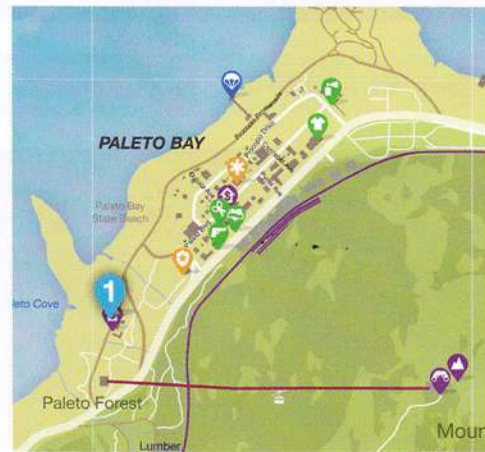 PALETO BAY
Paleto Bay
State Beach
leto Cove
1
Paleto Forest
Lumber
Moun